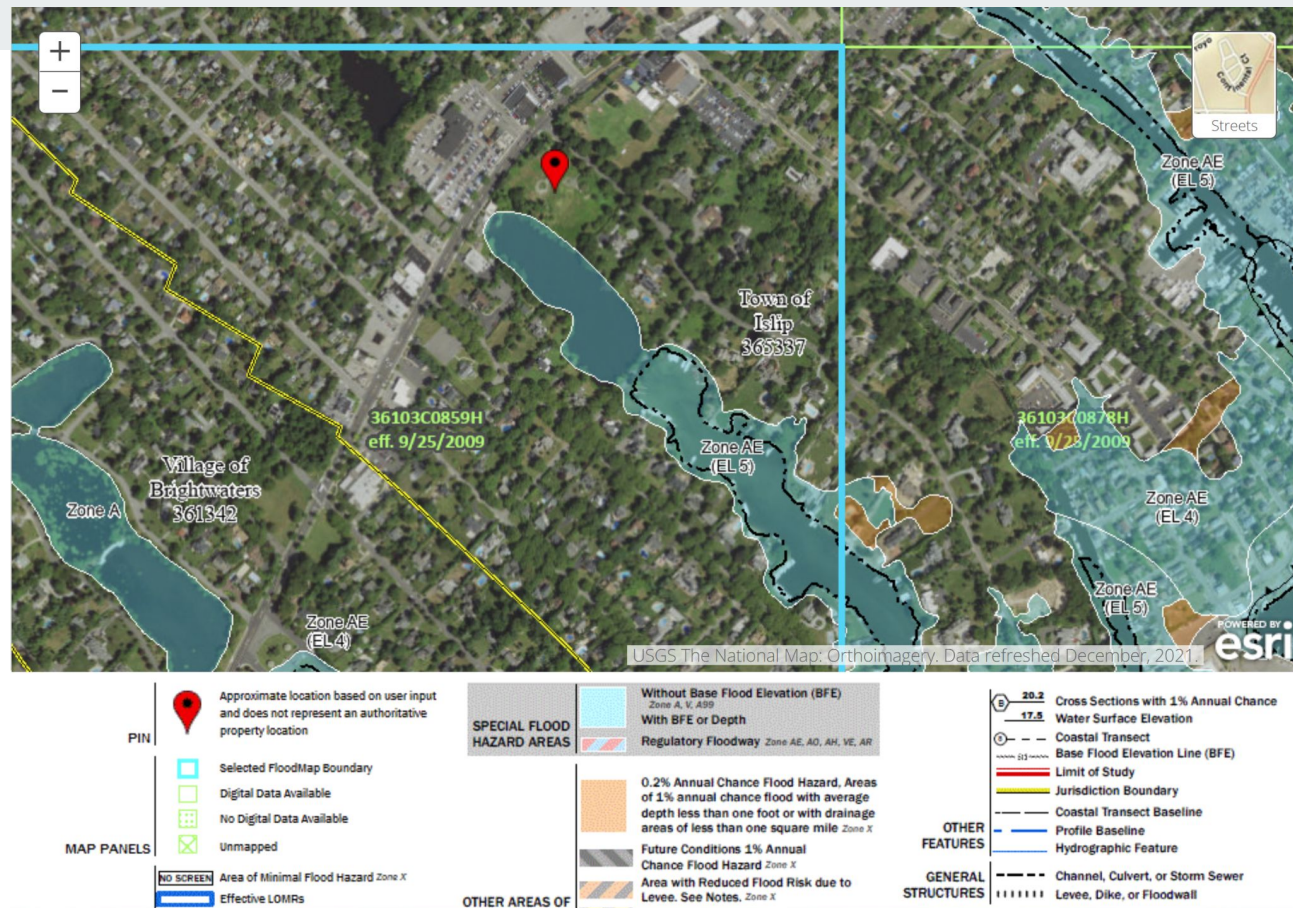 +
−
Streets
Zone AE
(EL 5)
Town of
Islip
365337
36103C0859H
eff. 9/25/2009
36103C0878H
eff. 9/25/2009
Zone AE
(EL 5)
Village of
Brightwaters
361342
Zone A
Zone AE
(EL 4)
Zone AE
(EL 5)
Zone AE
(EL 4)
POWERED BY
esri
USGS The National Map: Orthoimagery. Data refreshed December, 2021.
PIN
Approximate location based on user input
and does not represent an authoritative
property location
MAP PANELS
Selected FloodMap Boundary
Digital Data Available
No Digital Data Available
Unmapped
NO SCREEN Area of Minimal Flood Hazard Zone X
Effective LOMRs
SPECIAL FLOOD
HAZARD AREAS
Without Base Flood Elevation (BFE)
Zone A, V, A99
With BFE or Depth
Regulatory Floodway Zone AE, AO, AH, VE, AR
0.2% Annual Chance Flood Hazard, Areas
of 1% annual chance flood with average
depth less than one foot or with drainage
areas of less than one square mile Zone X
Future Conditions 1% Annual
Chance Flood Hazard Zone X
Area with Reduced Flood Risk due to
Levee. See Notes. Zone X
OTHER AREAS OF
20.2 Cross Sections with 1% Annual Chance
17.5 Water Surface Elevation
Coastal Transect
Base Flood Elevation Line (BFE)
Limit of Study
Jurisdiction Boundary
Coastal Transect Baseline
OTHER
FEATURES
Profile Baseline
Hydrographic Feature
GENERAL
STRUCTURES
Channel, Culvert, or Storm Sewer
Levee, Dike, or Floodwall